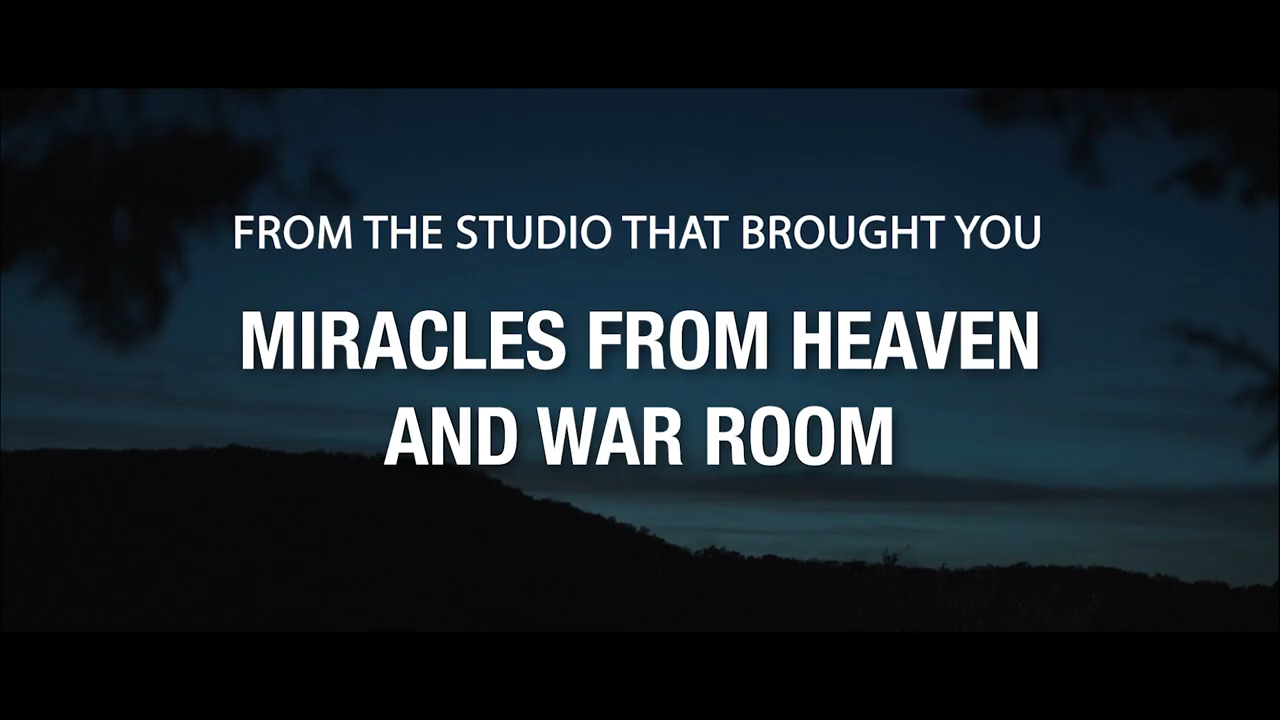 FROM THE STUDIO THAT BROUGHT YOU
MIRACLES FROM HEAVEN
AND WAR ROOM